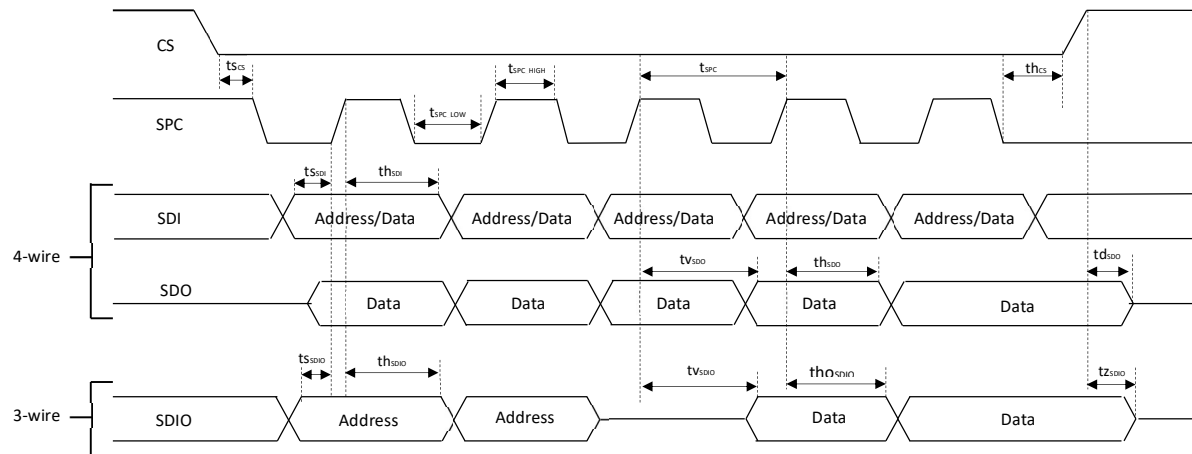 CS
tsCS
tSPC HIGH
tSPC
thCS
SPC
tSPC LOW
tsSDI
thSDI
SDI
Address/Data
Address/Data
Address/Data
Address/Data
Address/Data
4-wire
tvSDO
thSDO
tdSDO
SDO
Data
Data
Data
Data
Data
tsSDIO
thSDIO
tvSDIO
thoSDIO
tzSDIO
3-wire
SDIO
Address
Address
Data
Data